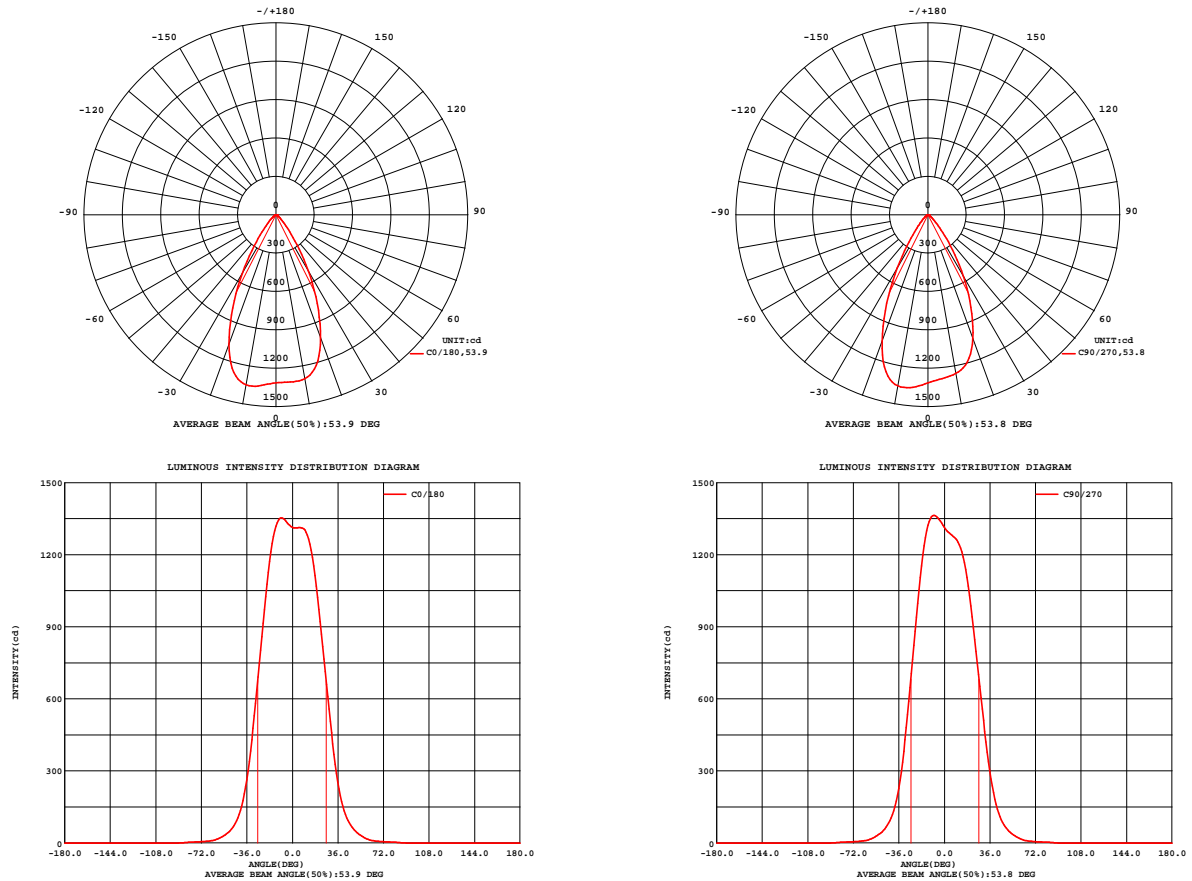 -/+180
-150
150
-120
120
-90
0
90
300
-60
600
60
900
UNIT:cd
C0/180,53.9
1200
-30
30
1500
0
AVERAGE BEAM ANGLE(50%):53.9 DEG
-/+180
-150
150
-120
120
-90
0
90
300
-60
600
60
900
UNIT:cd
C90/270,53.8
1200
-30
30
1500
0
AVERAGE BEAM ANGLE(50%):53.8 DEG
LUMINOUS INTENSITY DISTRIBUTION DIAGRAM
1500
C0/180
1200
900
INTENSITY(cd)
600
300
0
-180.0 -144.0 -108.0 -72.0 -36.0 0.0 36.0 72.0 108.0 144.0 180.0
ANGLE(DEG)
AVERAGE BEAM ANGLE(50%):53.9 DEG
LUMINOUS INTENSITY DISTRIBUTION DIAGRAM
1500
C90/270
1200
900
INTENSITY(cd)
600
300
0
-180.0 -144.0 -108.0 -72.0 -36.0 0.0 36.0 72.0 108.0 144.0 180.0
ANGLE(DEG)
AVERAGE BEAM ANGLE(50%):53.8 DEG